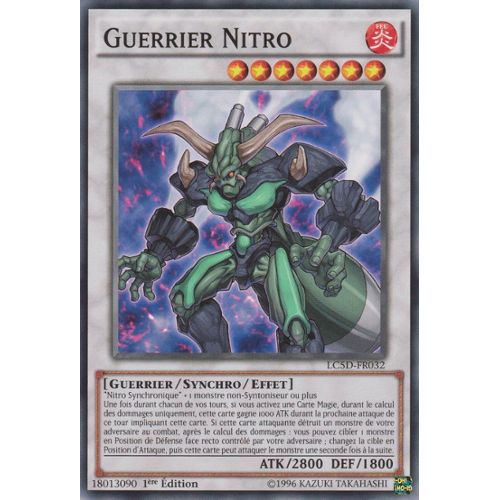 Guerrier Nitro
FEU
炎
LC5D-FR032
[Guerrier/Synchro/Effet]
"Nitro Synchronique" + 1 monstre non-Syntoniseur ou plus
Une fois durant chacun de vos tours, si vous activez une Carte Magie, durant le calcul
des dommages uniquement, cette carte gagne 1000 ATK durant la prochaine attaque de
ce tour impliquant cette carte. Si cette carte attaquante détruit un monstre de votre
adversaire au combat, après le calcul des dommages : vous pouvez cibler 1 monstre
en Position de Défense face recto contrôlé par votre adversaire ; changez la cible en
Position d'Attaque, puis cette carte peut attaquer le monstre une seconde fois à la suite.
ATK/2800 DEF/1800
18013090 1ère Édition ©1996 KAZUKI TAKAHASHI